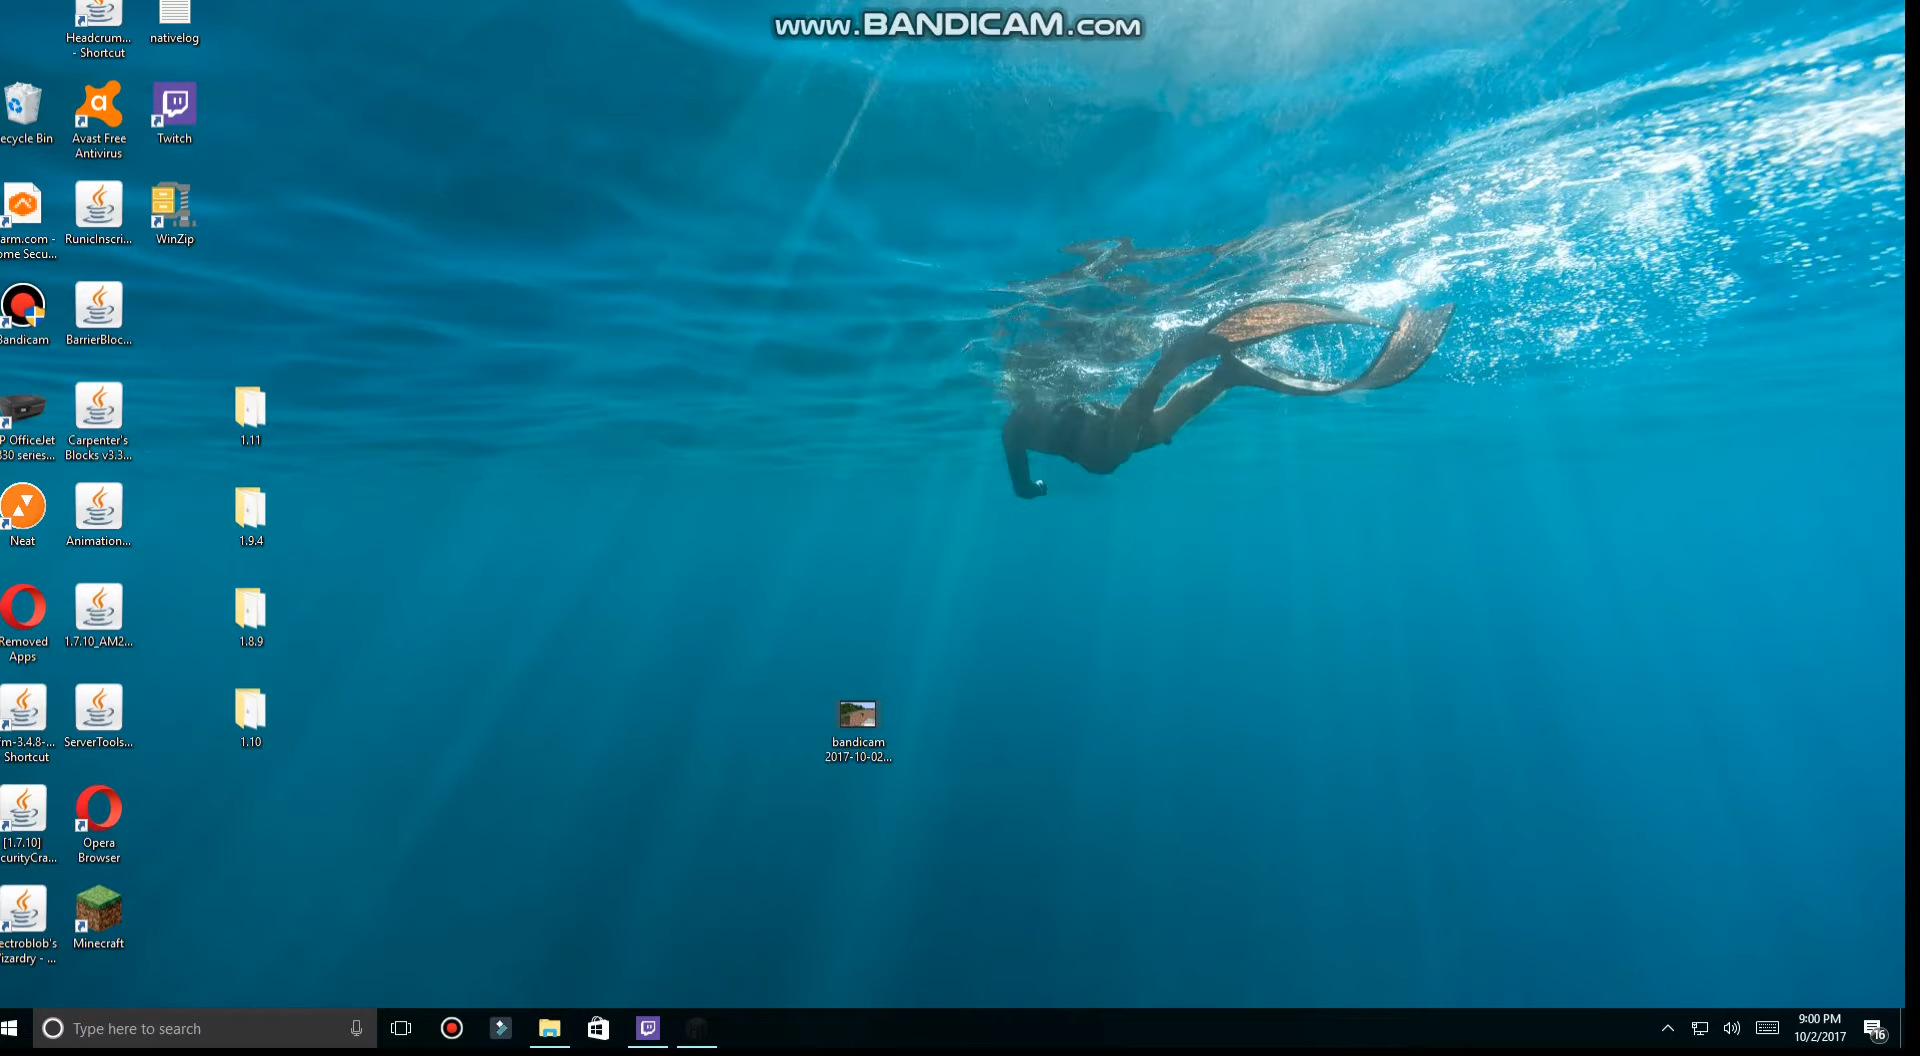 www.BANDICAM.com
Headcrum...
- Shortcut
nativelog
ecycle Bin
Avast Free
Antivirus
Twitch
arm.com -
ome Secu...
RunicInscri...
WinZip
Bandicam
BarrierBloc...
P OfficeJet
830 series...
Carpenter's
Blocks v3.3...
1.11
Neat
Animation...
1.9.4
Removed
Apps
1.7.10_AM2...
1.8.9
fm-3.4.8-...
Shortcut
ServerTools...
1.10
bandicam
2017-10-02...
[1.7.10]
curityCra...
Opera
Browser
ectroblob's
Wizardry - ...
Minecraft
Type here to search
9:00 PM
10/2/2017
16